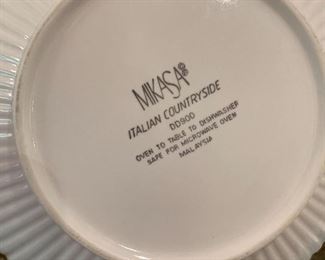 MIKASA
ITALIAN COUNTRYSIDE
DD900
OVEN TO TABLE TO DISHWASHER
SAFE FOR MICROWAVE OVEN
MALAYSIA